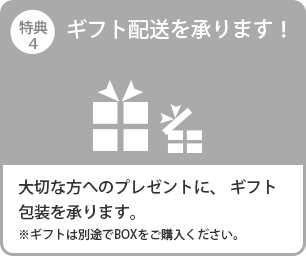 特典
4
ギフト配送を承ります！
大切な方へのプレゼントに、 ギフト
包装を承ります。
※ギフトは別途でBOXをご購入ください。